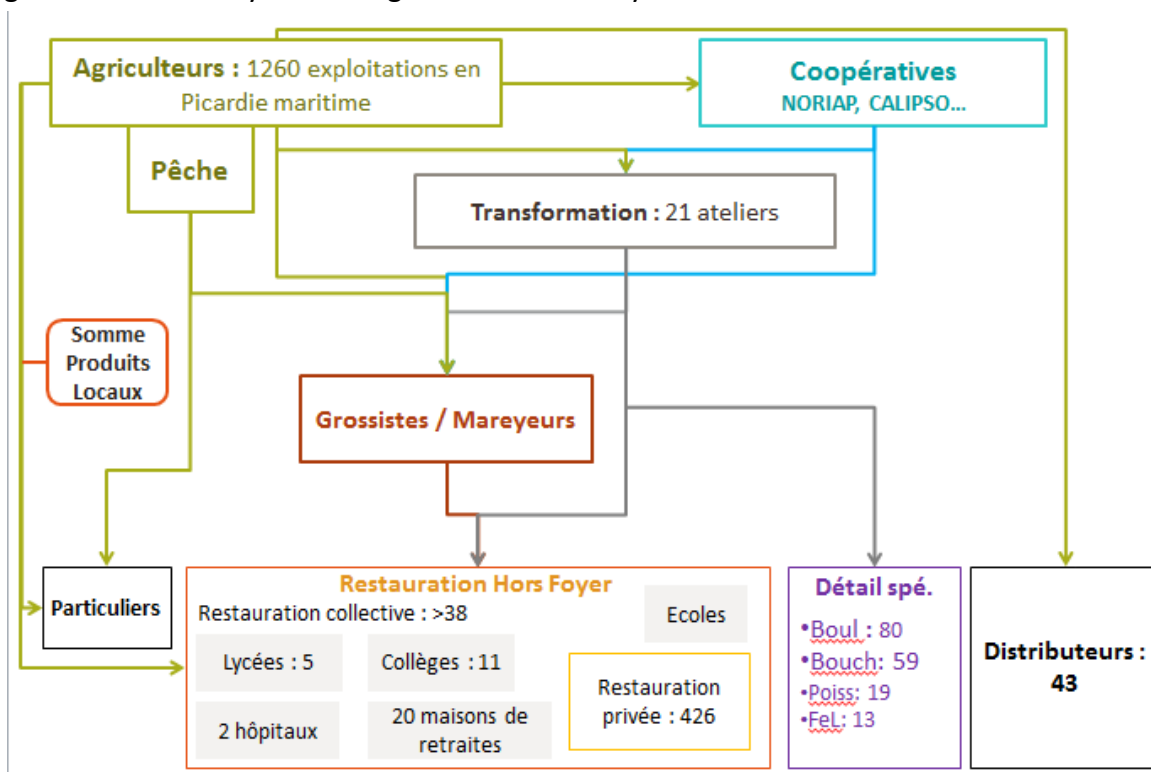 Agriculteurs : 1260 exploitations en
Picardie maritime
Coopératives
NORIAP, CALIPSO...
Pêche
Transformation : 21 ateliers
Somme
Produits
Locaux
Grossistes / Mareyeurs
Particuliers
Restauration Hors Foyer
Restauration collective : >38
Ecoles
Lycées : 5
Collèges : 11
2 hôpitaux
20 maisons de
retraites
Restauration
privée : 426
Détail spé.
•Boul : 80
•Bouch: 59
•Poiss: 19
•FeL: 13
Distributeurs :
43